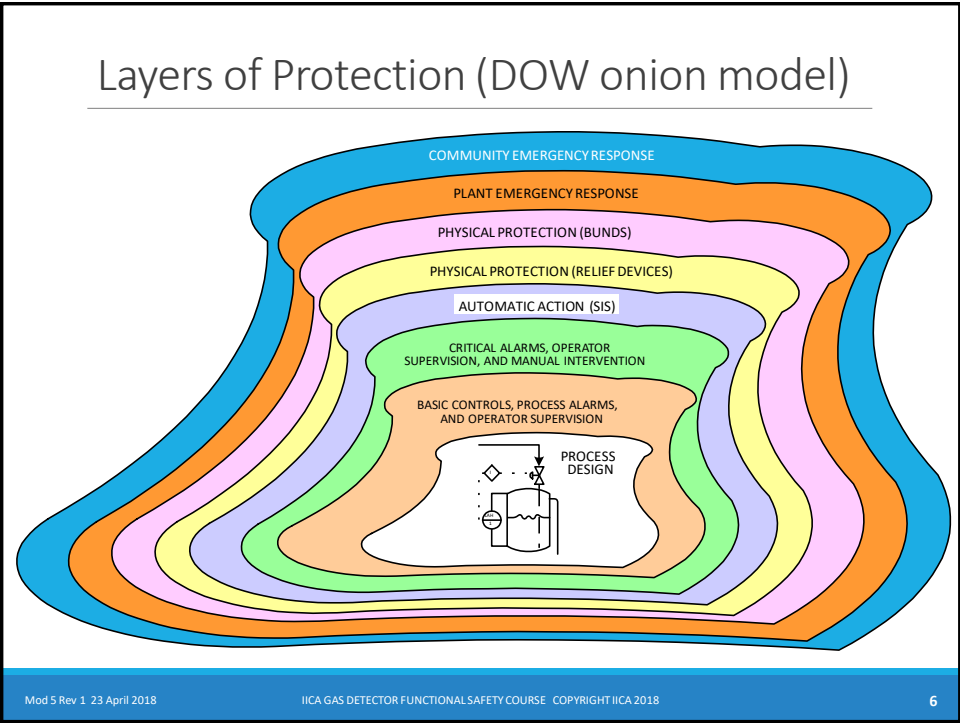 Layers of Protection (DOW onion model)
COMMUNITY EMERGENCY RESPONSE
PLANT EMERGENCY RESPONSE
PHYSICAL PROTECTION (BUNDS)
PHYSICAL PROTECTION (RELIEF DEVICES)
AUTOMATIC ACTION (SIS)
CRITICAL ALARMS, OPERATOR
SUPERVISION, AND MANUAL INTERVENTION
BASIC CONTROLS, PROCESS ALARMS,
AND OPERATOR SUPERVISION
PROCESS
DESIGN
Mod 5 Rev 1 23 April 2018
IICA GAS DETECTOR FUNCTIONAL SAFETY COURSE COPYRIGHT IICA 2018
6